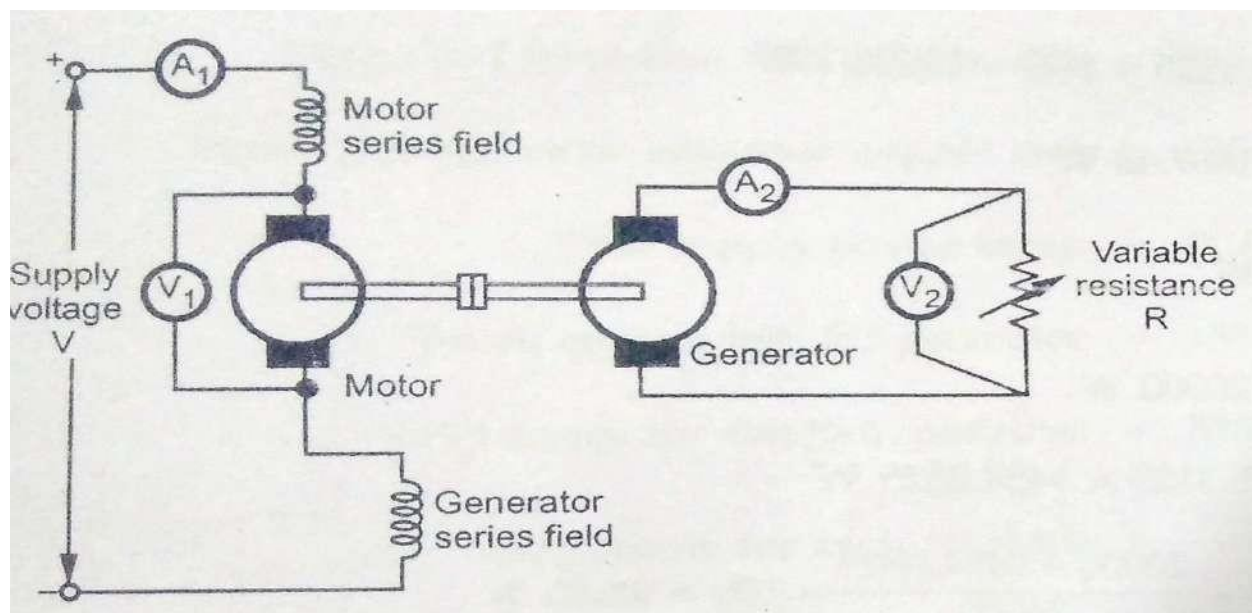 +
A1
Motor
series field
A2
Supply
voltage
V
V1
V2
Variable
resistance
R
Generator
Motor
Generator
series field
−